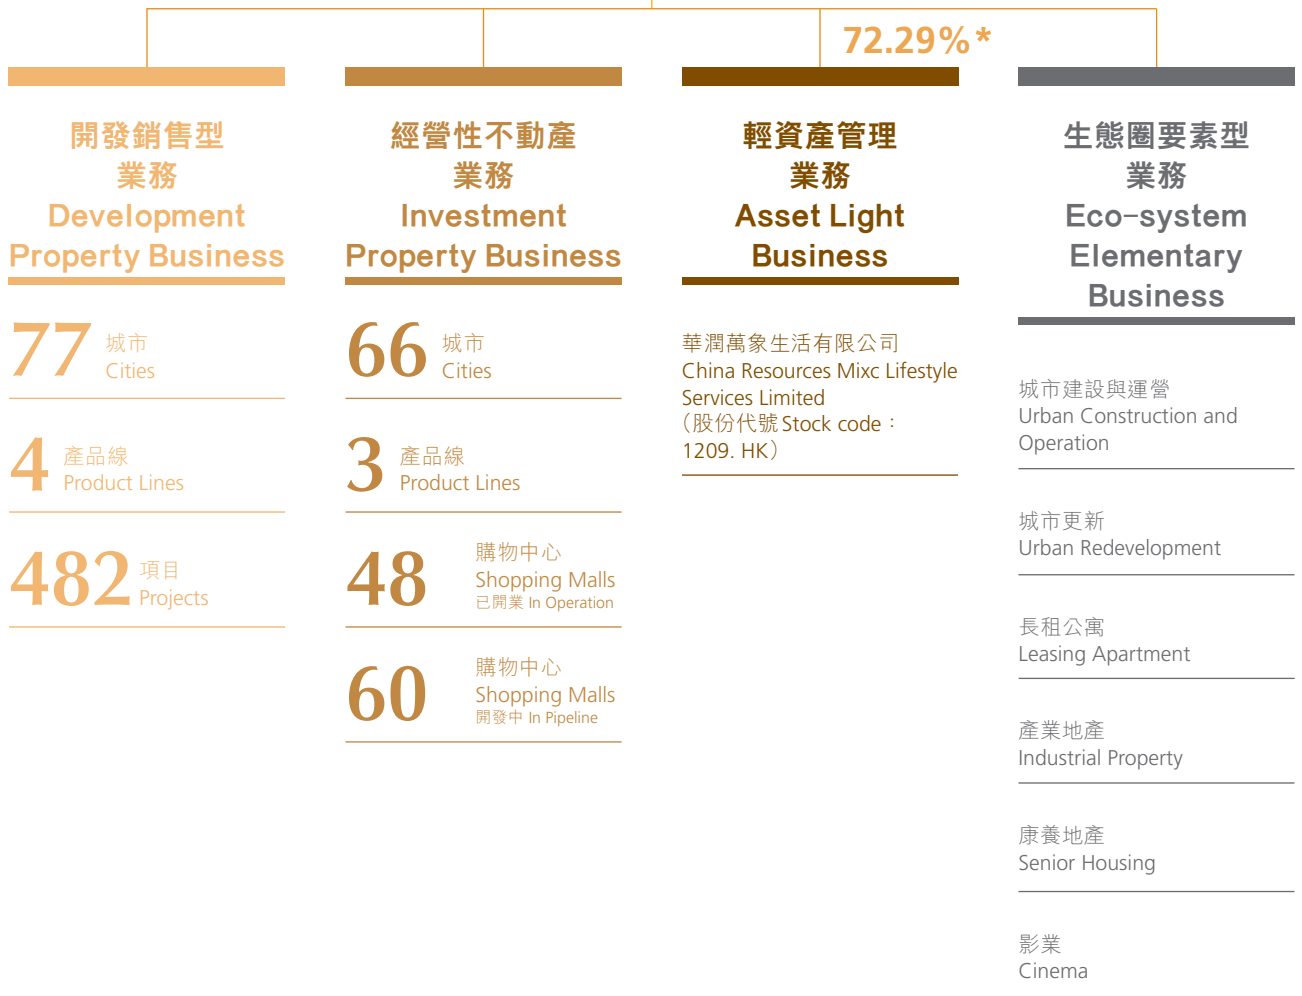 72.29%*
開發銷售型
業務
Development
Property Business
77 城市
Cities
4 產品線
Product Lines
482 項目
Projects
經營性不動產
業務
Investment
Property Business
66 城市
Cities
3 產品線
Product Lines
48 購物中心
Shopping Malls
已開業 In Operation
60 購物中心
Shopping Malls
開發中 In Pipeline
輕資產管理
業務
Asset Light
Business
華潤萬象生活有限公司
China Resources Mixc Lifestyle
Services Limited
(股份代號 Stock code:
1209. HK)
生態圈要素型
業務
Eco-system
Elementary
Business
城市建設與運營
Urban Construction and
Operation
城市更新
Urban Redevelopment
長租公寓
Leasing Apartment
產業地產
Industrial Property
康養地產
Senior Housing
影業
Cinema